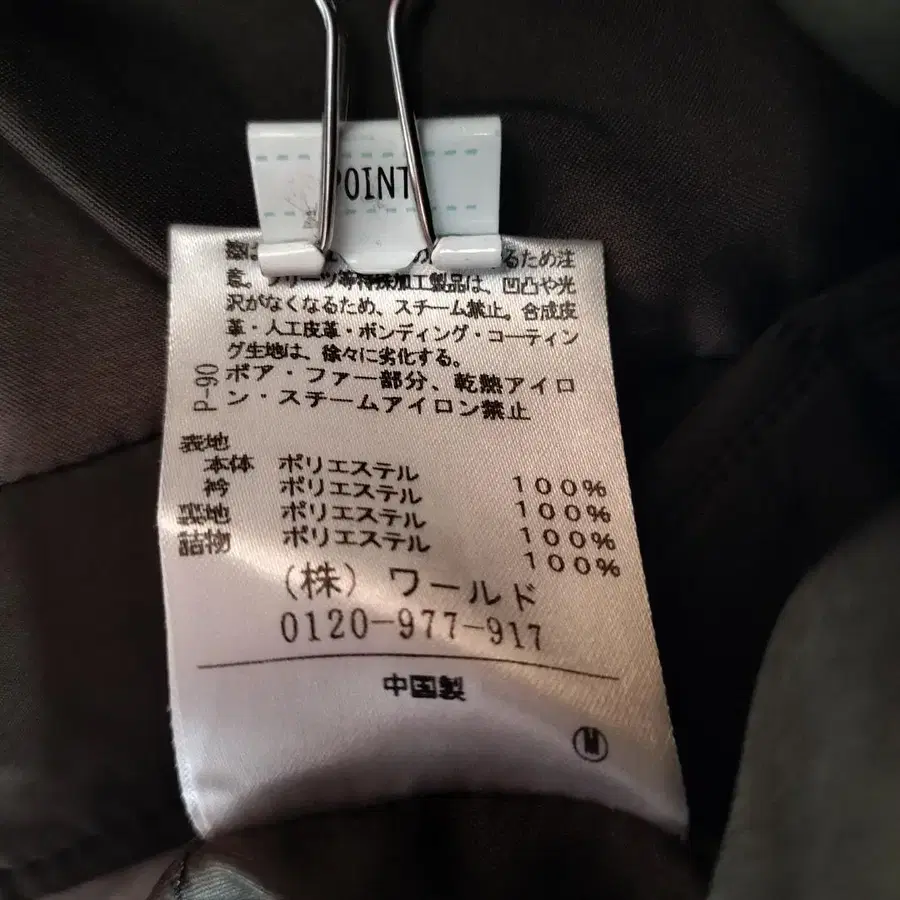 POINT
るため注
意。プリーツ等特殊加工製品は、凹凸や光
沢がなくなるため、スチーム禁止。合成皮
革・人工皮革・ボンディング・コーティン
グ生地は、徐々に劣化する。
P-90
ボア・ファー部分、乾熱アイロ
ン・スチームアイロン禁止
表地
本体 ポリエステル 100%
衿 ポリエステル 100%
裏地 ポリエステル 100%
詰物 ポリエステル 100%
(株) ワールド
0120-977-917
中国製
M